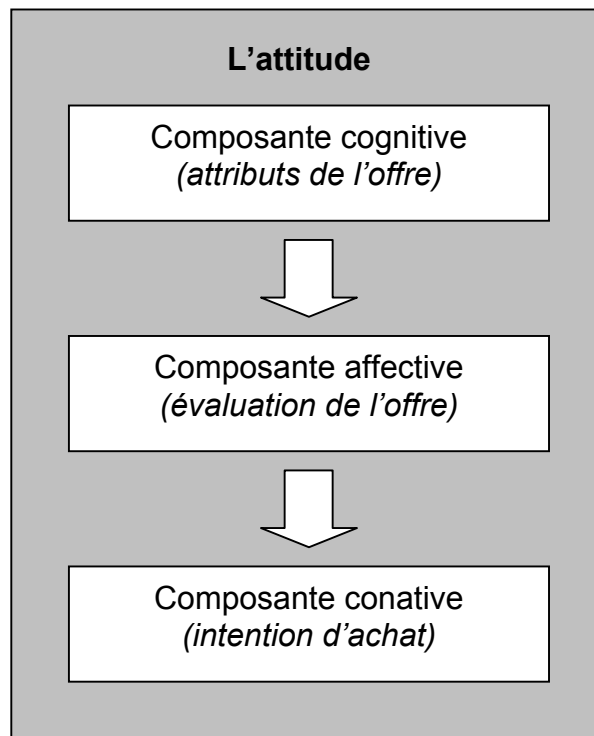 L’attitude
Composante cognitive
(attributs de l’offre)
Composante affective
(évaluation de l’offre)
Composante conative
(intention d’achat)